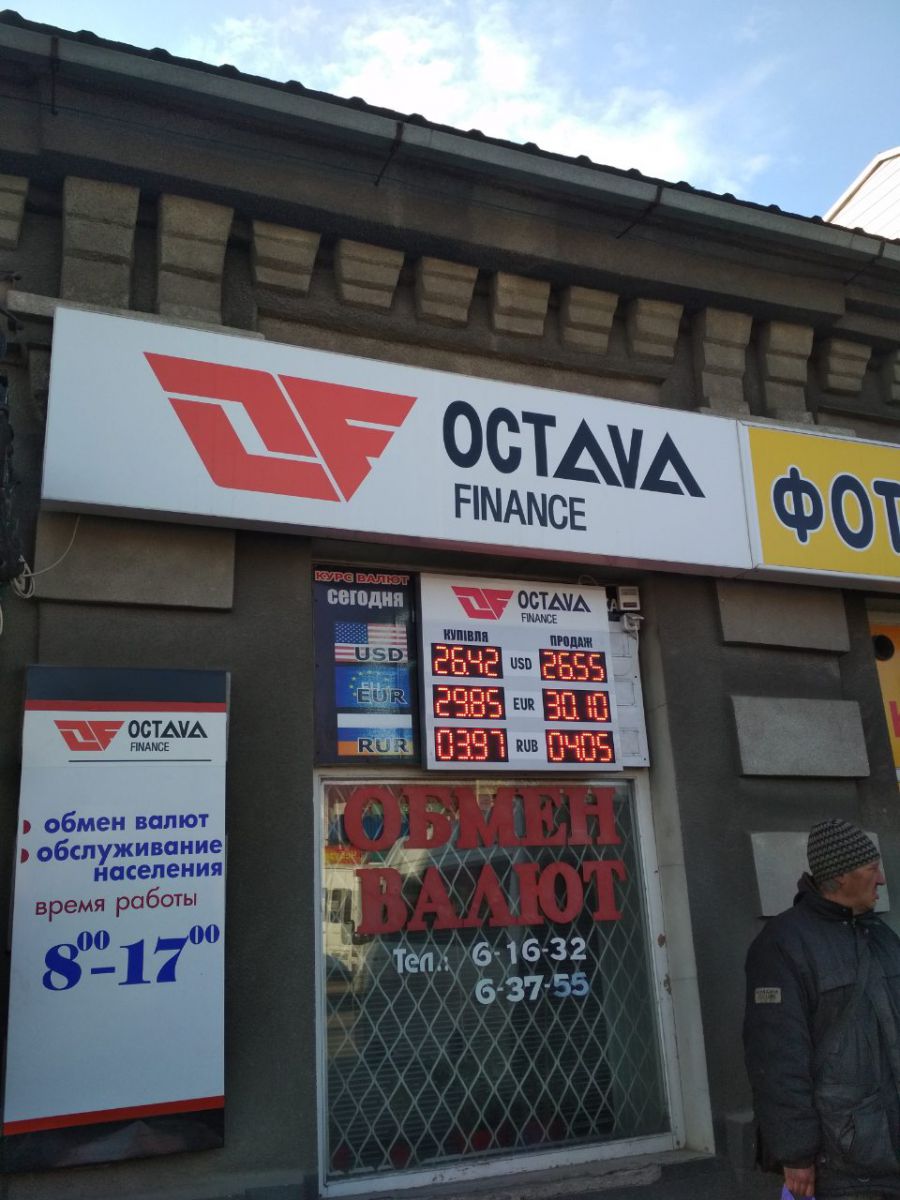 OCTAVA
FINANCE
ФОТ
КУРС ВАЛЮТ
сегодня
USD
EUR
RUR
OCTAVA
FINANCE
КУПІВЛЯ ПРОДАЖ
26.42 USD 26.55
29.85 EUR 30.10
03.97 RUB 04.05
OCTAVA
FINANCE
обмен валют
обслуживание
населения
время работы
8⁰⁰-17⁰⁰
ОБМЕН
ВАЛЮТ
Тел.: 6-16-32
6-37-55